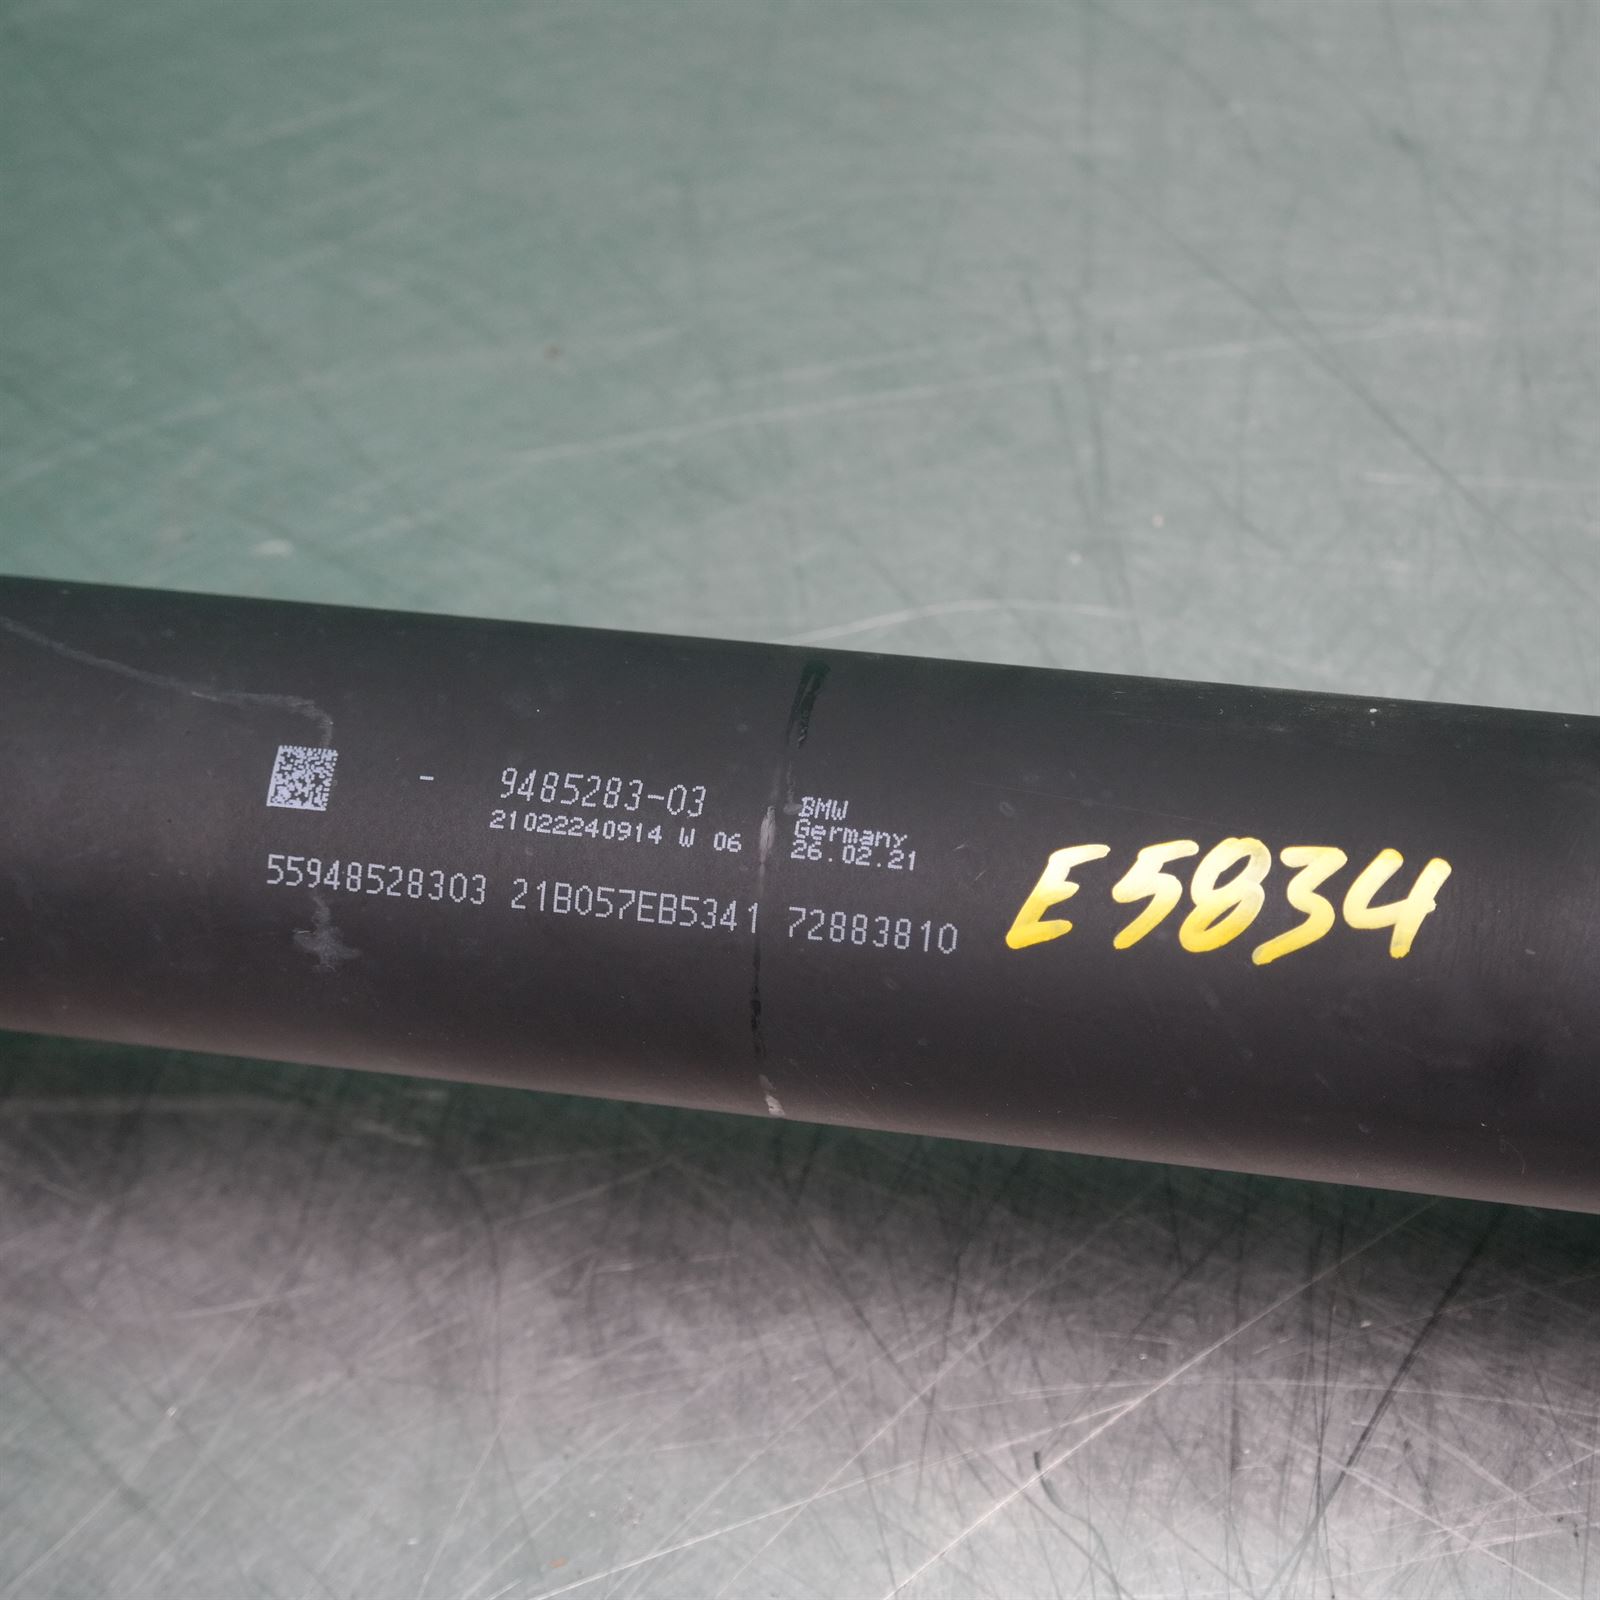 - 9485283-03
21022240914 W 06
BMW
Germany
26.02.21
55948528303 21B057EB5341 72883810
E5834